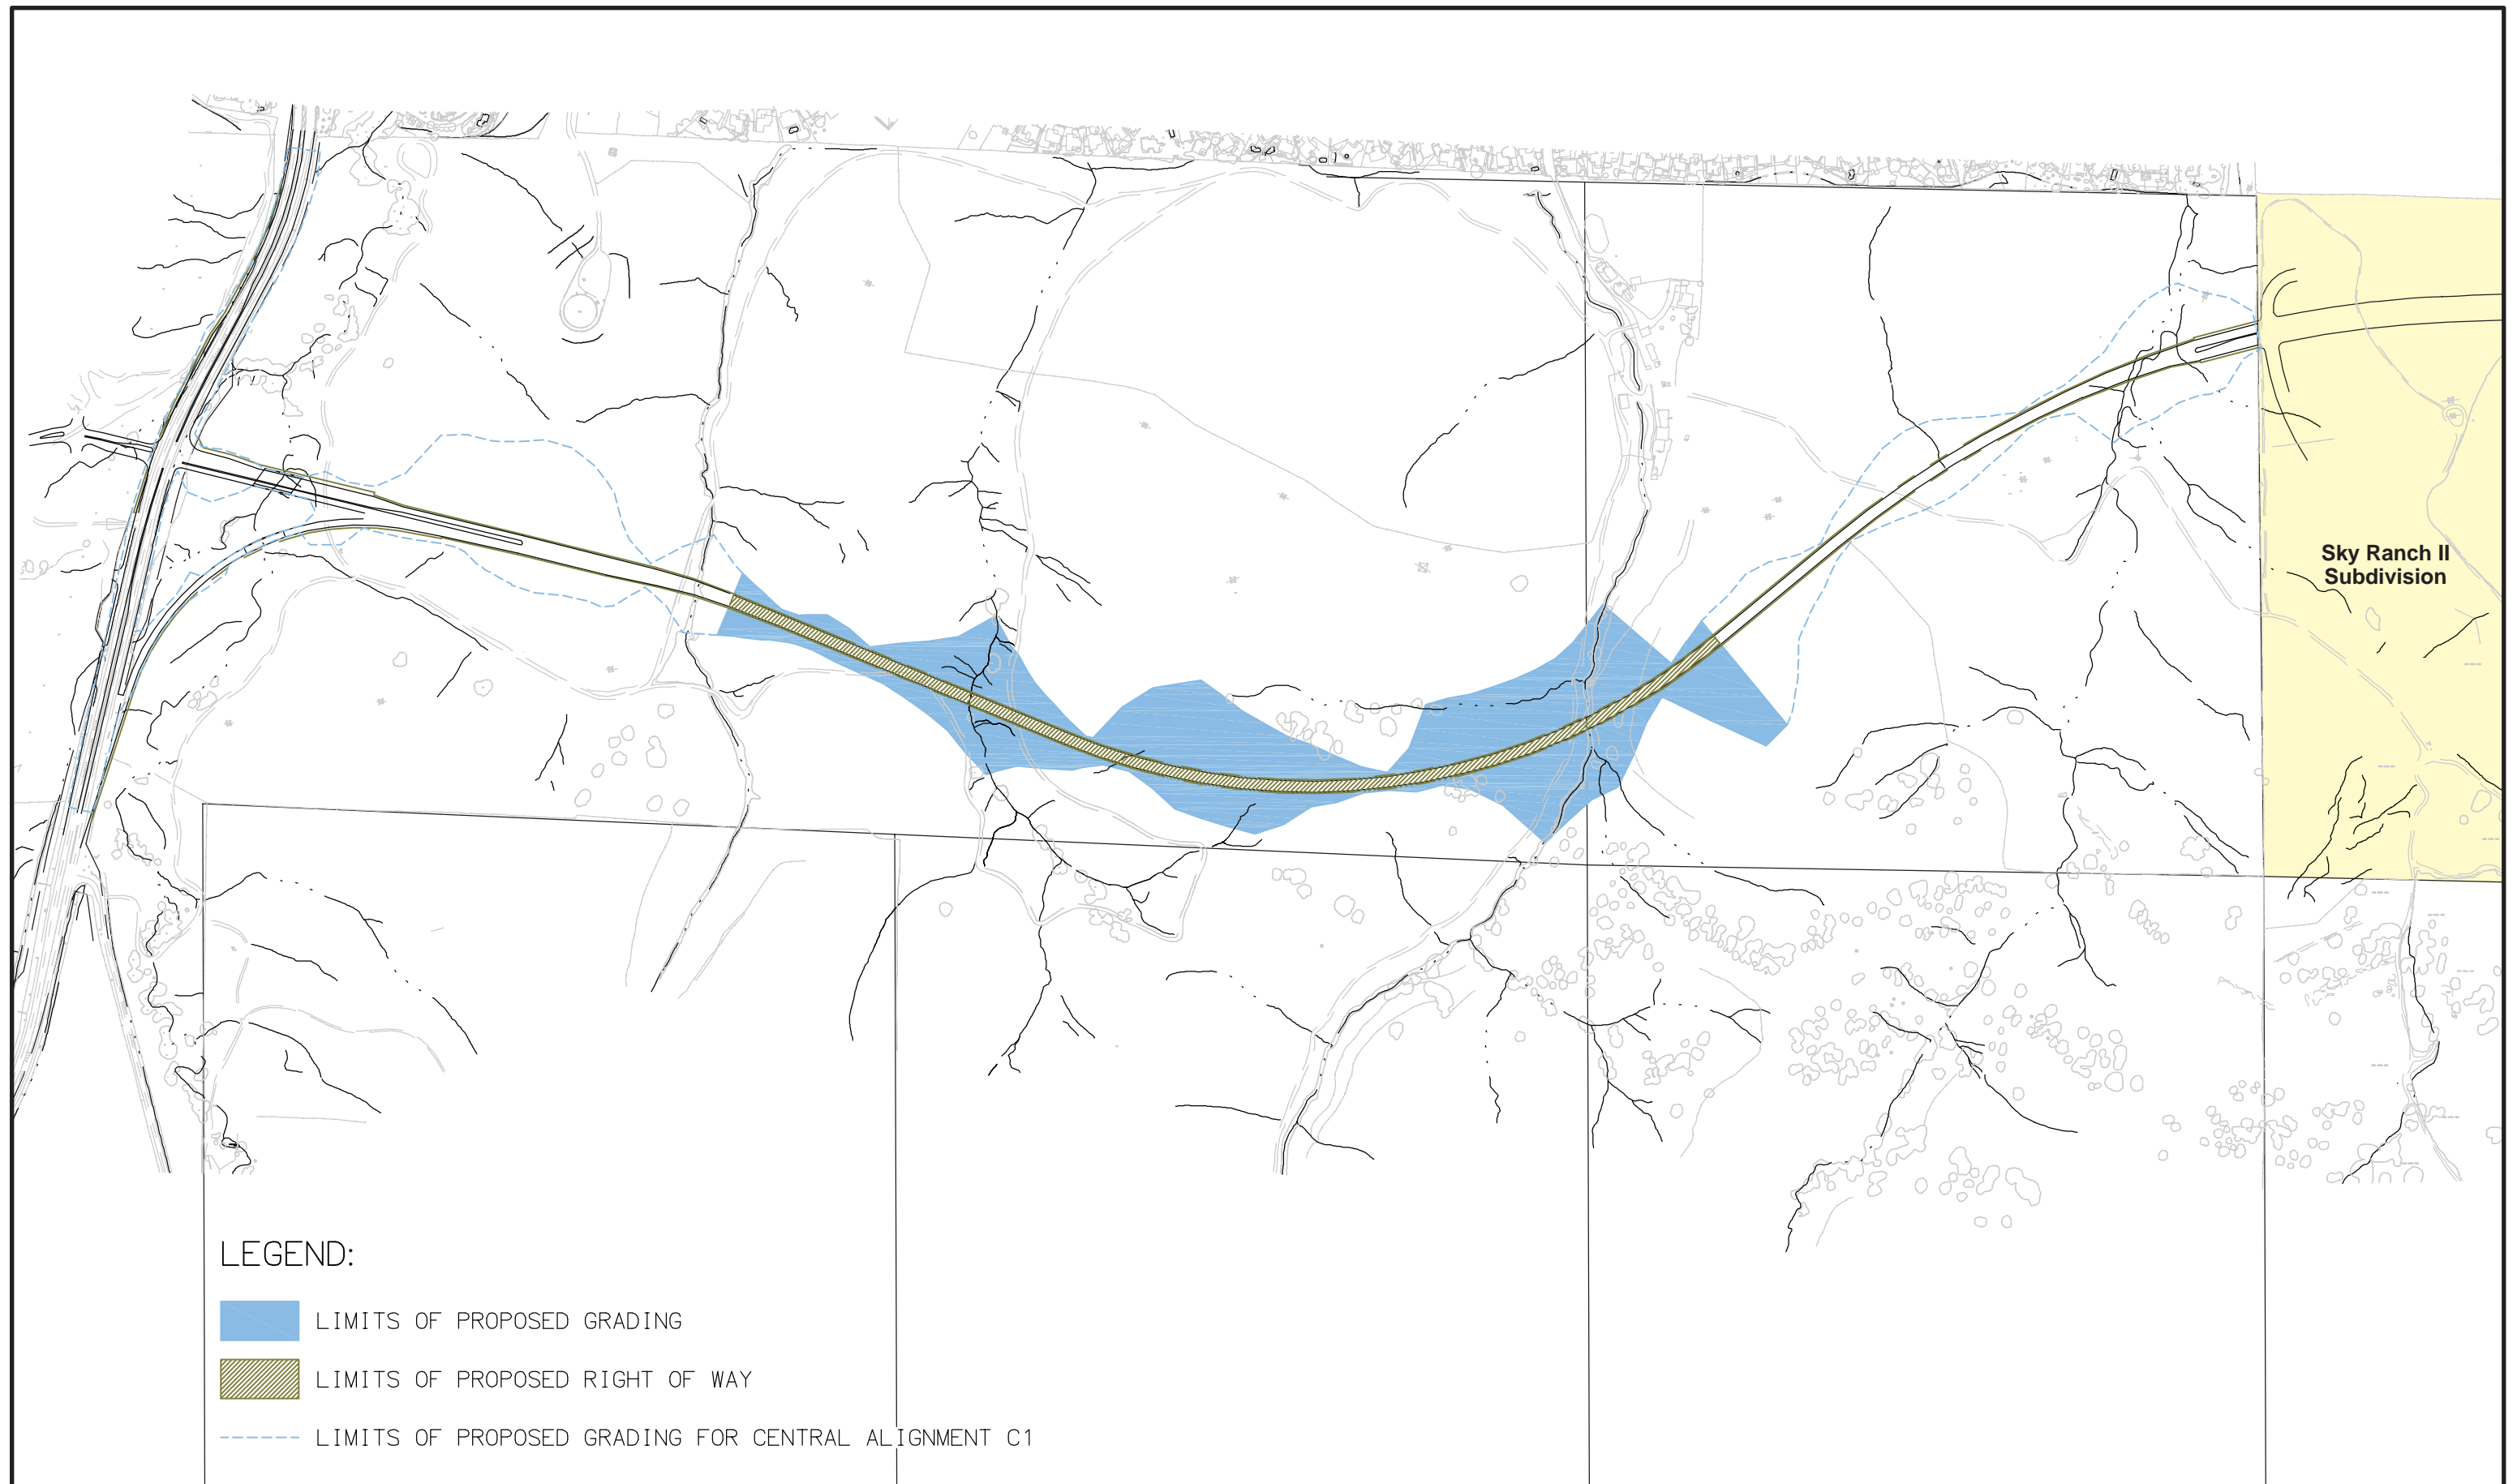 Sky Ranch II
Subdivision
LEGEND:
LIMITS OF PROPOSED GRADING
LIMITS OF PROPOSED RIGHT OF WAY
LIMITS OF PROPOSED GRADING FOR CENTRAL ALIGNMENT C1